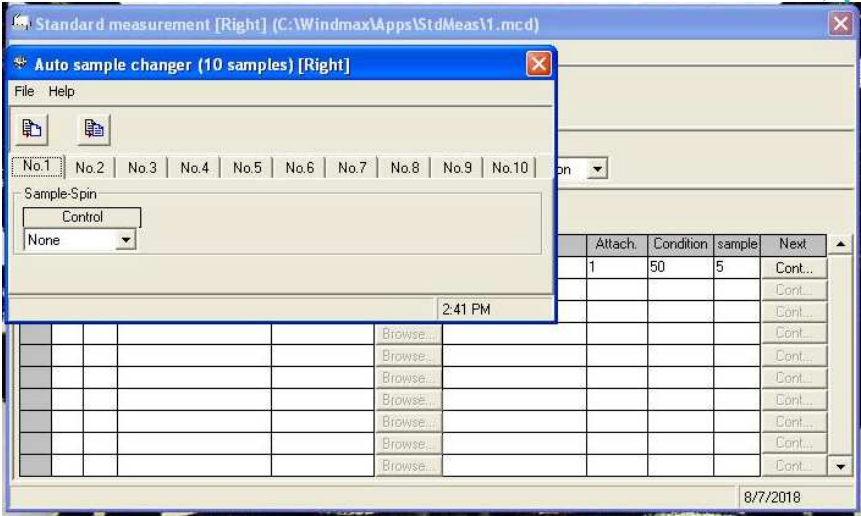 Standard measurement [Right] (C:\Windmax\Apps\StdMeas\1.mcd)
Auto sample changer (10 samples) [Right]
File Help
No.1 No.2 No.3 No.4 No.5 No.6 No.7 No.8 No.9 No.10
on
Sample-Spin
Control
None
Attach. Condition sample Next
1 50 5 Cont...
Cont...
2:41 PM
Cont...
Browse... Cont...
Browse... Cont...
Browse... Cont...
Browse... Cont...
Browse... Cont...
Browse... Cont...
Browse... Cont...
8/7/2018